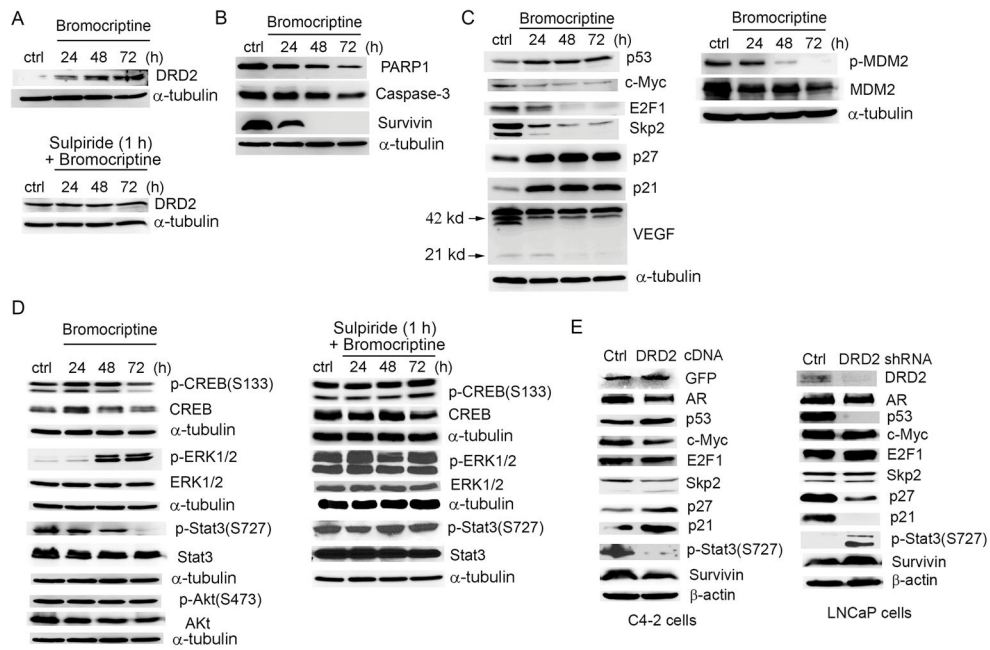 A
Bromocriptine
ctrl 24 48 72 (h)
DRD2
α-tubulin
Sulpiride (1 h)
+ Bromocriptine
ctrl 24 48 72 (h)
DRD2
α-tubulin
B
Bromocriptine
ctrl 24 48 72 (h)
PARP1
Caspase-3
Survivin
α-tubulin
C
Bromocriptine
ctrl 24 48 72 (h)
p53
c-Myc
E2F1
Skp2
p27
p21
42 kd
VEGF
21 kd
α-tubulin
Bromocriptine
ctrl 24 48 72 (h)
p-MDM2
MDM2
α-tubulin
D
Bromocriptine
ctrl 24 48 72 (h)
p-CREB(S133)
CREB
α-tubulin
p-ERK1/2
ERK1/2
α-tubulin
p-Stat3(S727)
Stat3
α-tubulin
p-Akt(S473)
AKt
α-tubulin
Sulpiride (1 h)
+ Bromocriptine
ctrl 24 48 72 (h)
p-CREB(S133)
CREB
α-tubulin
p-ERK1/2
ERK1/2
α-tubulin
p-Stat3(S727)
Stat3
α-tubulin
E
Ctrl DRD2 cDNA
GFP
AR
p53
c-Myc
E2F1
Skp2
p27
p21
p-Stat3(S727)
Survivin
β-actin
C4-2 cells
Ctrl DRD2 shRNA
DRD2
AR
p53
c-Myc
E2F1
Skp2
p27
p21
p-Stat3(S727)
Survivin
β-actin
LNCaP cells